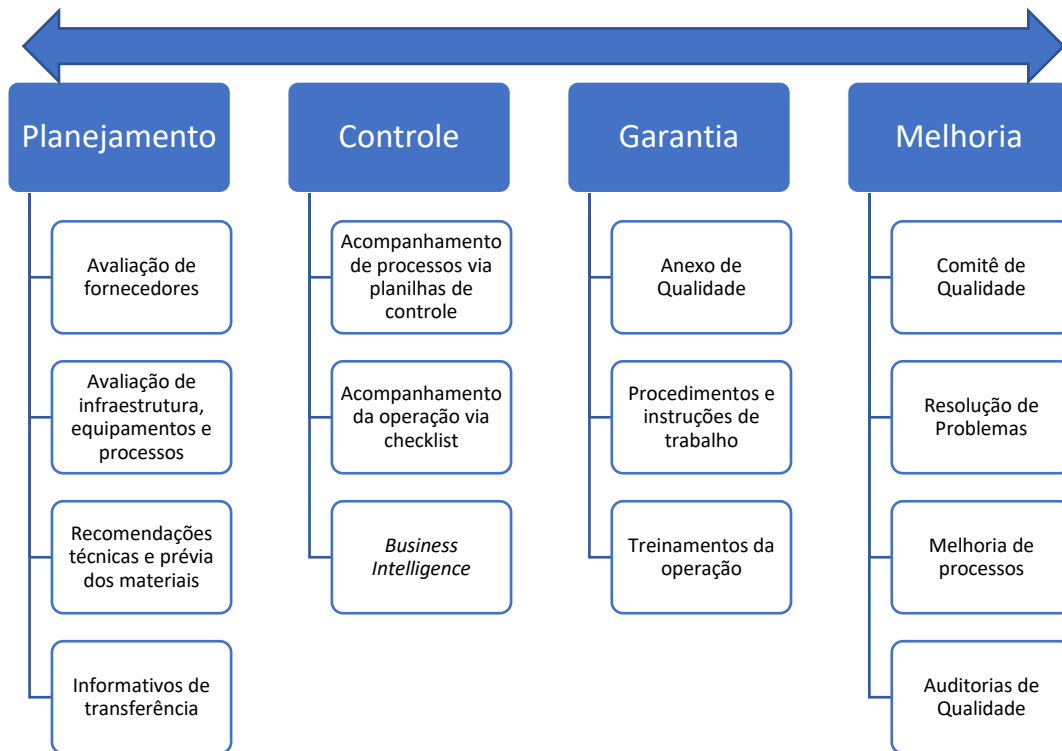 Planejamento
Avaliação de
fornecedores
Avaliação de
infraestrutura,
equipamentos e
processos
Recomendações
técnicas e prévia
dos materiais
Informativos de
transferência
Controle
Acompanhamento
de processos via
planilhas de
controle
Acompanhamento
da operação via
checklist
Business
Intelligence
Garantia
Anexo de
Qualidade
Procedimentos e
instruções de
trabalho
Treinamentos da
operação
Melhoria
Comitê de
Qualidade
Resolução de
Problemas
Melhoria de
processos
Auditorias de
Qualidade